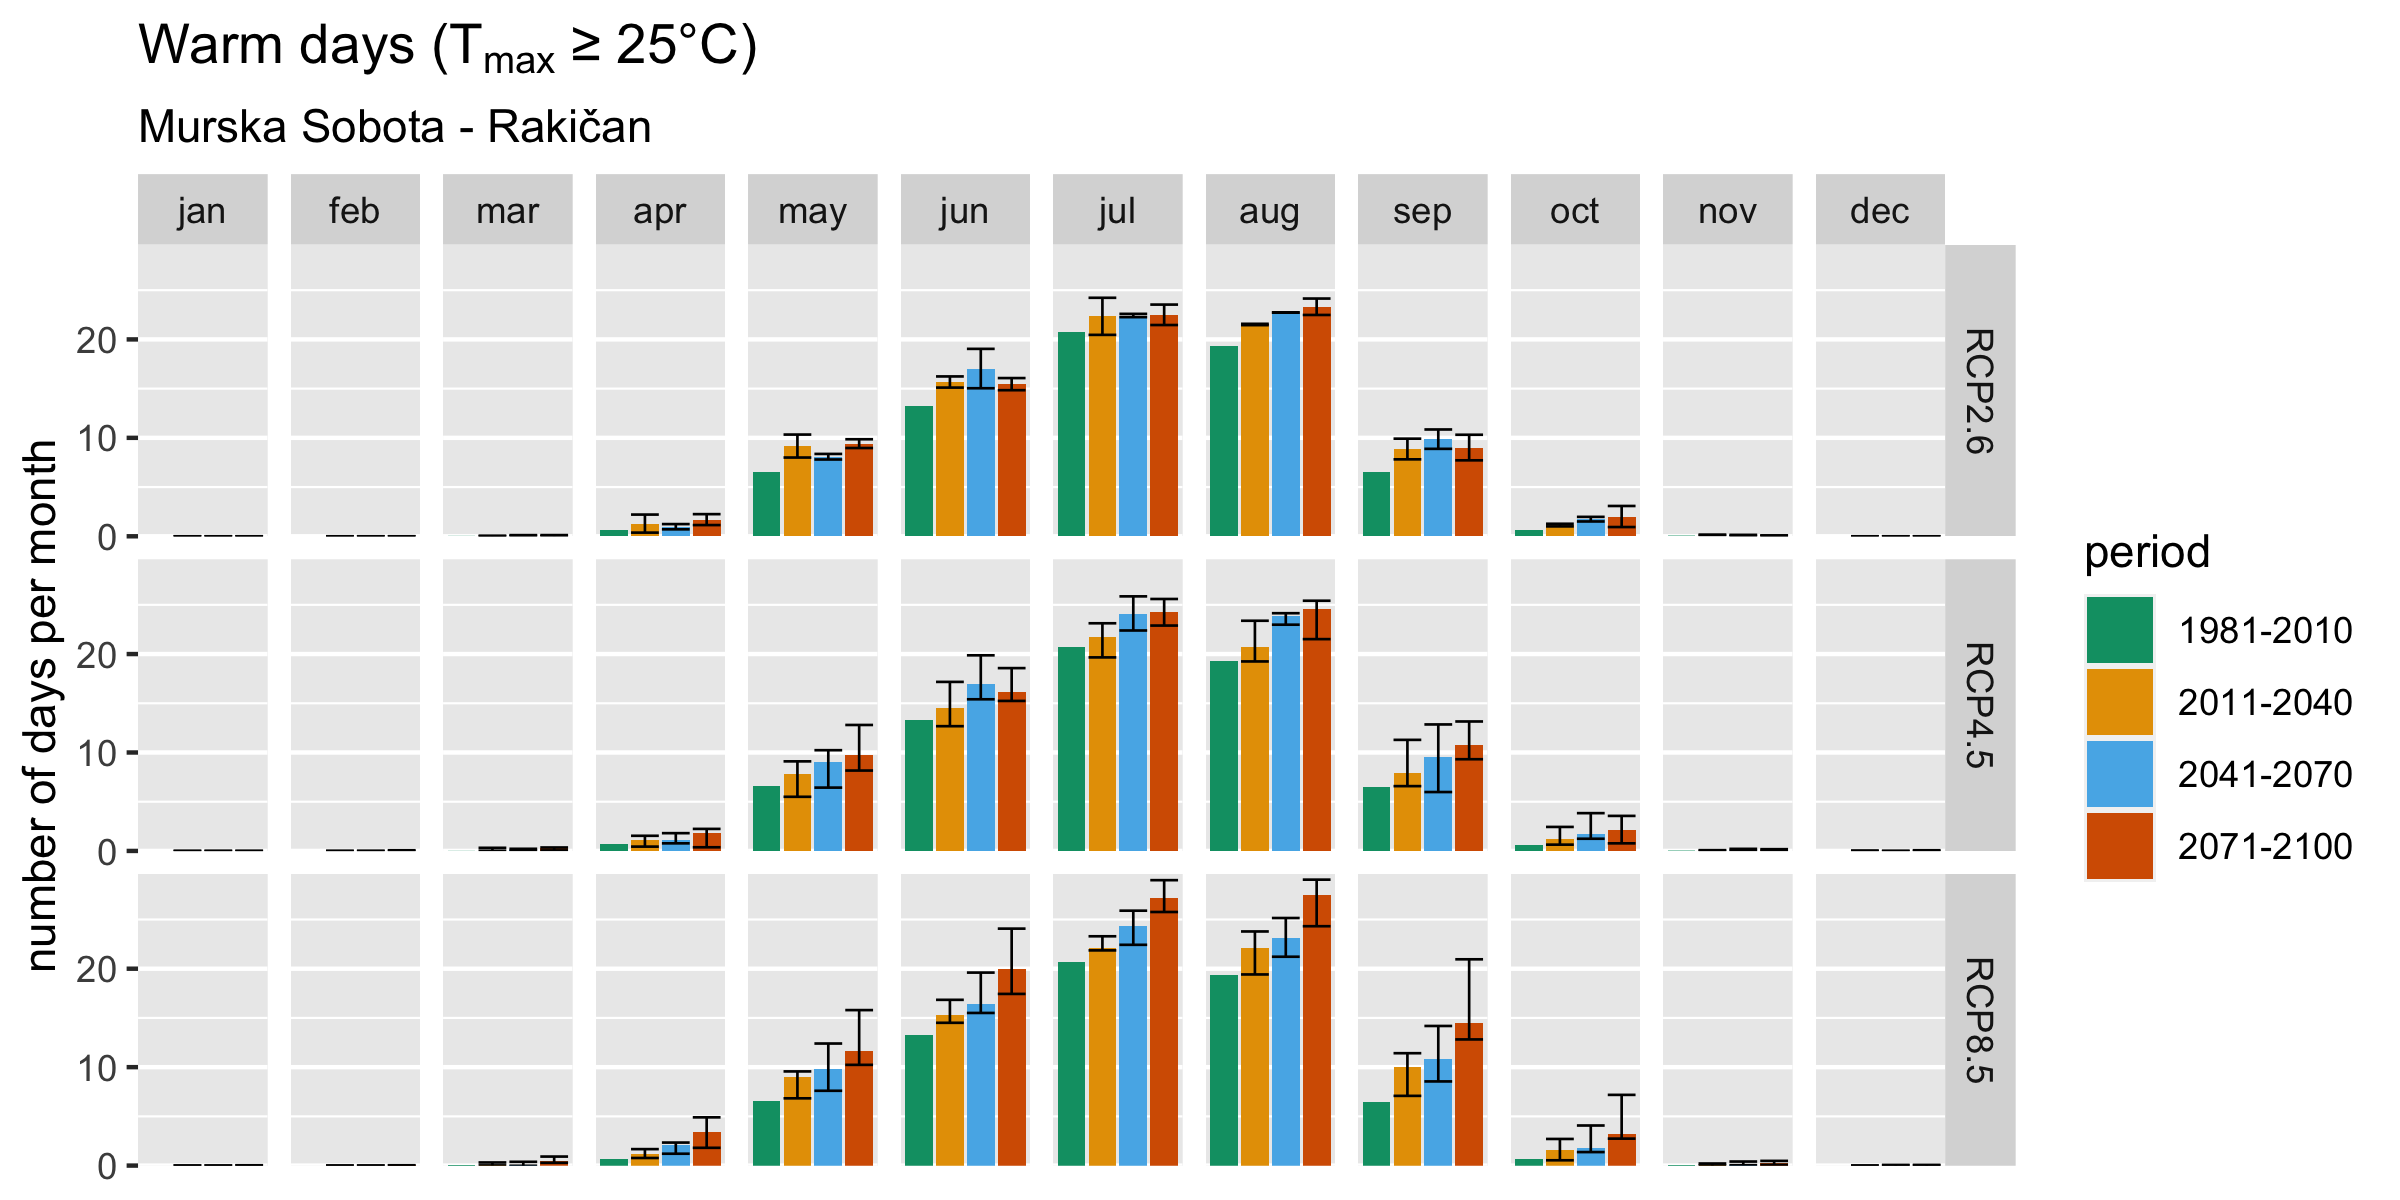 Warm days (Tmax ≥ 25°C)
Murska Sobota - Rakičan
jan feb mar apr may jun jul aug sep oct nov dec
number of days per month
20
10
0
RCP2.6
20
10
0
RCP4.5
20
10
0
RCP8.5
period
1981-2010
2011-2040
2041-2070
2071-2100